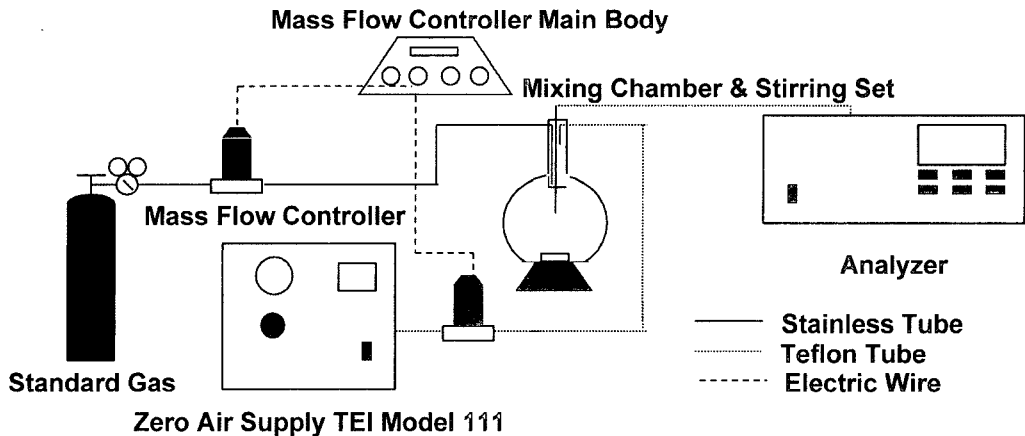 Mass Flow Controller Main Body
Mixing Chamber & Stirring Set
Mass Flow Controller
Analyzer
Stainless Tube
Teflon Tube
Electric Wire
Standard Gas
Zero Air Supply TEI Model 111